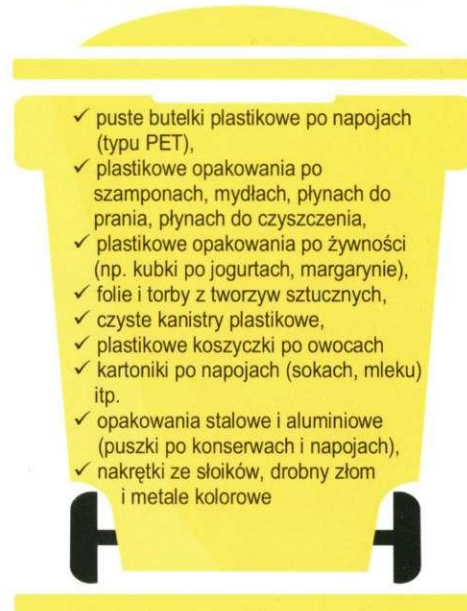 ✓ puste butelki plastikowe po napojach
(typu PET),
✓ plastikowe opakowania po
szamponach, mydłach, płynach do
prania, płynach do czyszczenia,
✓ plastikowe opakowania po żywności
(np. kubki po jogurtach, margarynie),
✓ folie i torby z tworzyw sztucznych,
✓ czyste kanistry plastikowe,
✓ plastikowe koszyczki po owocach
✓ kartoniki po napojach (sokach, mleku)
itp.
✓ opakowania stalowe i aluminiowe
(puszki po konserwach i napojach),
✓ nakrętki ze słoików, drobny złom
i metale kolorowe